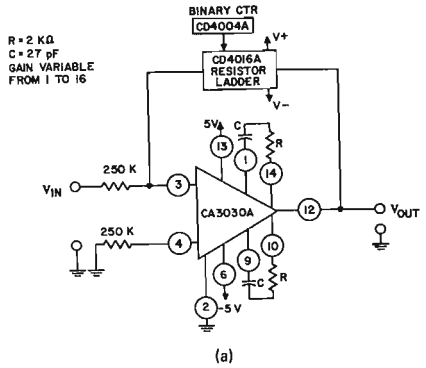 BINARY CTR
CD4004A
R = 2 KΩ
C = 27 pF
GAIN VARIABLE
FROM 1 TO 16
CD4016A
RESISTOR
LADDER
V+
V-
5V
C
R
13
1
14
250 K
VIN
3
CA3030A
12
VOUT
250 K
4
10
9
6
C
R
2
-5V
(a)